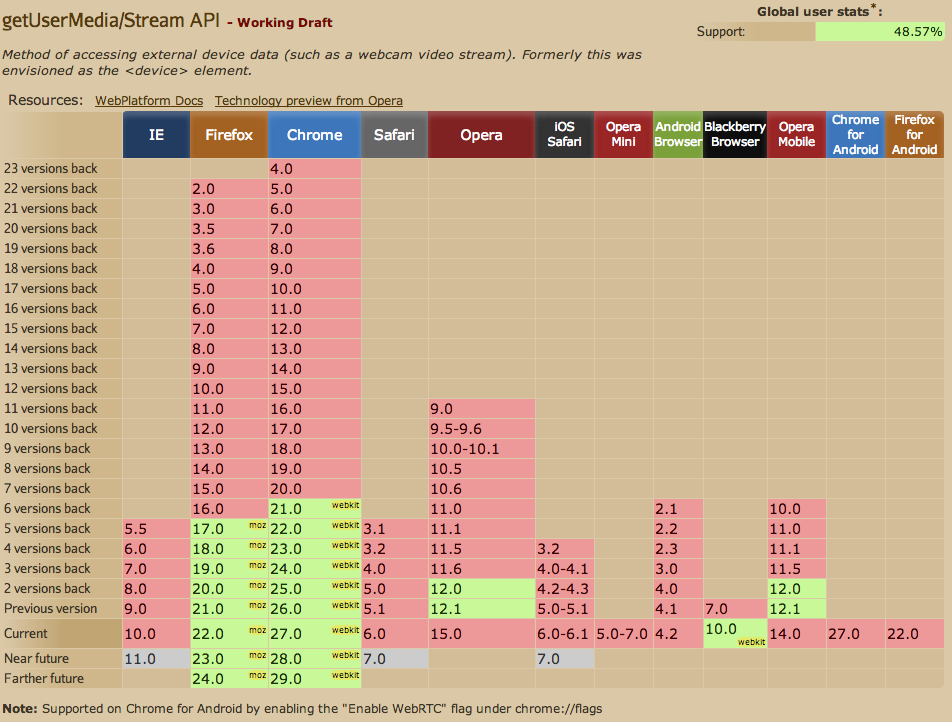 getUserMedia/Stream API - Working Draft
Global user stats*:
Support: 48.57%
Method of accessing external device data (such as a webcam video stream). Formerly this was
envisioned as the <device> element.
Resources: WebPlatform Docs Technology preview from Opera
IE Firefox Chrome Safari Opera iOS Safari Opera Mini Android Browser Blackberry Browser Opera Mobile Chrome for Android Firefox for Android
23 versions back 4.0
22 versions back 2.0 5.0
21 versions back 3.0 6.0
20 versions back 3.5 7.0
19 versions back 3.6 8.0
18 versions back 4.0 9.0
17 versions back 5.0 10.0
16 versions back 6.0 11.0
15 versions back 7.0 12.0
14 versions back 8.0 13.0
13 versions back 9.0 14.0
12 versions back 10.0 15.0
11 versions back 11.0 16.0 9.0
10 versions back 12.0 17.0 9.5-9.6
9 versions back 13.0 18.0 10.0-10.1
8 versions back 14.0 19.0 10.5
7 versions back 15.0 20.0 10.6
6 versions back 16.0 21.0 webkit 11.0 2.1 10.0
5 versions back 5.5 17.0 moz 22.0 webkit 3.1 11.1 2.2 11.0
4 versions back 6.0 18.0 moz 23.0 webkit 3.2 11.5 3.2 2.3 11.1
3 versions back 7.0 19.0 moz 24.0 webkit 4.0 11.6 4.0-4.1 3.0 11.5
2 versions back 8.0 20.0 moz 25.0 webkit 5.0 12.0 4.2-4.3 4.0 12.0
Previous version 9.0 21.0 moz 26.0 webkit 5.1 12.1 5.0-5.1 4.1 7.0 12.1
Current 10.0 22.0 moz 27.0 webkit 6.0 15.0 6.0-6.1 5.0-7.0 4.2 10.0 webkit 14.0 27.0 22.0
Near future 11.0 23.0 moz 28.0 webkit 7.0 7.0
Farther future 24.0 moz 29.0 webkit
Note: Supported on Chrome for Android by enabling the "Enable WebRTC" flag under chrome://flags